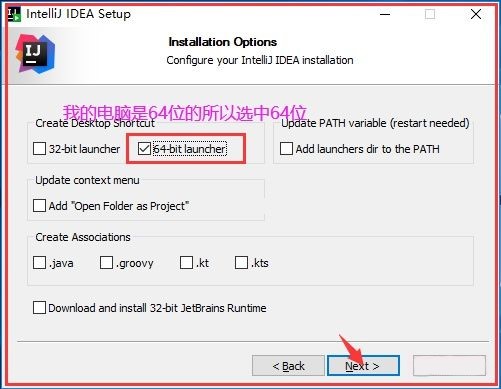 IntelliJ IDEA Setup
IJ
Installation Options
Configure your IntelliJ IDEA installation
我的电脑是64位的所以选中64位
Create Desktop Shortcut
Update PATH variable (restart needed)
32-bit launcher
64-bit launcher
Add launchers dir to the PATH
Update context menu
Add "Open Folder as Project"
Create Associations
.java
.groovy
.kt
.kts
Download and install 32-bit JetBrains Runtime
< Back
Next >